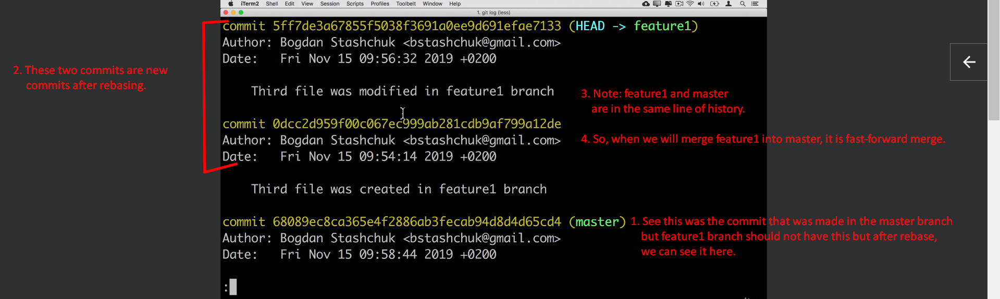 iTerm2 Shell Edit View Session Scripts Profiles Toolbelt Window Help
1. git log (less)
commit 5ff7de3a67855f5038f3691a0ee9d691efae7133 (HEAD -> feature1)
Author: Bogdan Stashchuk <bstashchuk@gmail.com>
Date:   Fri Nov 15 09:56:32 2019 +0200
2. These two commits are new
commits after rebasing.
Third file was modified in feature1 branch
3. Note: feature1 and master
are in the same line of history.
commit 0dcc2d959f00c067ec999ab281cdb9af799a12de
Author: Bogdan Stashchuk <bstashchuk@gmail.com>
4. So, when we will merge feature1 into master, it is fast-forward merge.
Date:   Fri Nov 15 09:54:14 2019 +0200
Third file was created in feature1 branch
commit 68089ec8ca365e4f2886ab3fecab94d8d4d65cd4 (master)
1. See this was the commit that was made in the master branch
but feature1 branch should not have this but after rebase,
we can see it here.
Author: Bogdan Stashchuk <bstashchuk@gmail.com>
Date:   Fri Nov 15 09:58:44 2019 +0200
: